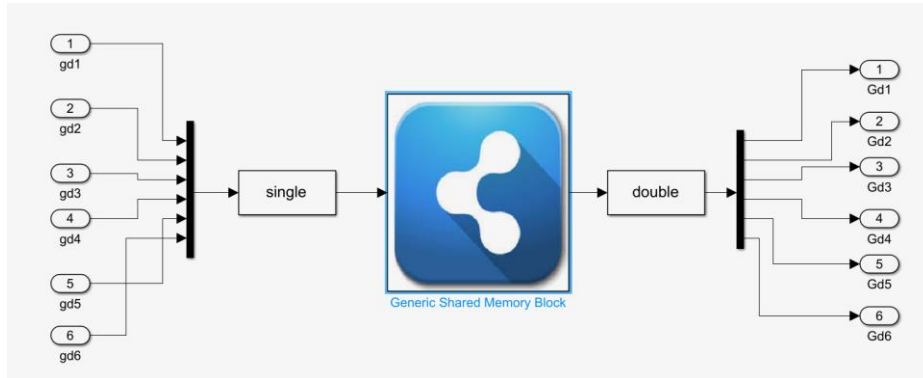 1
gd1
2
gd2
3
gd3
4
gd4
5
gd5
6
gd6
single
Generic Shared Memory Block
double
1
Gd1
2
Gd2
3
Gd3
4
Gd4
5
Gd5
6
Gd6